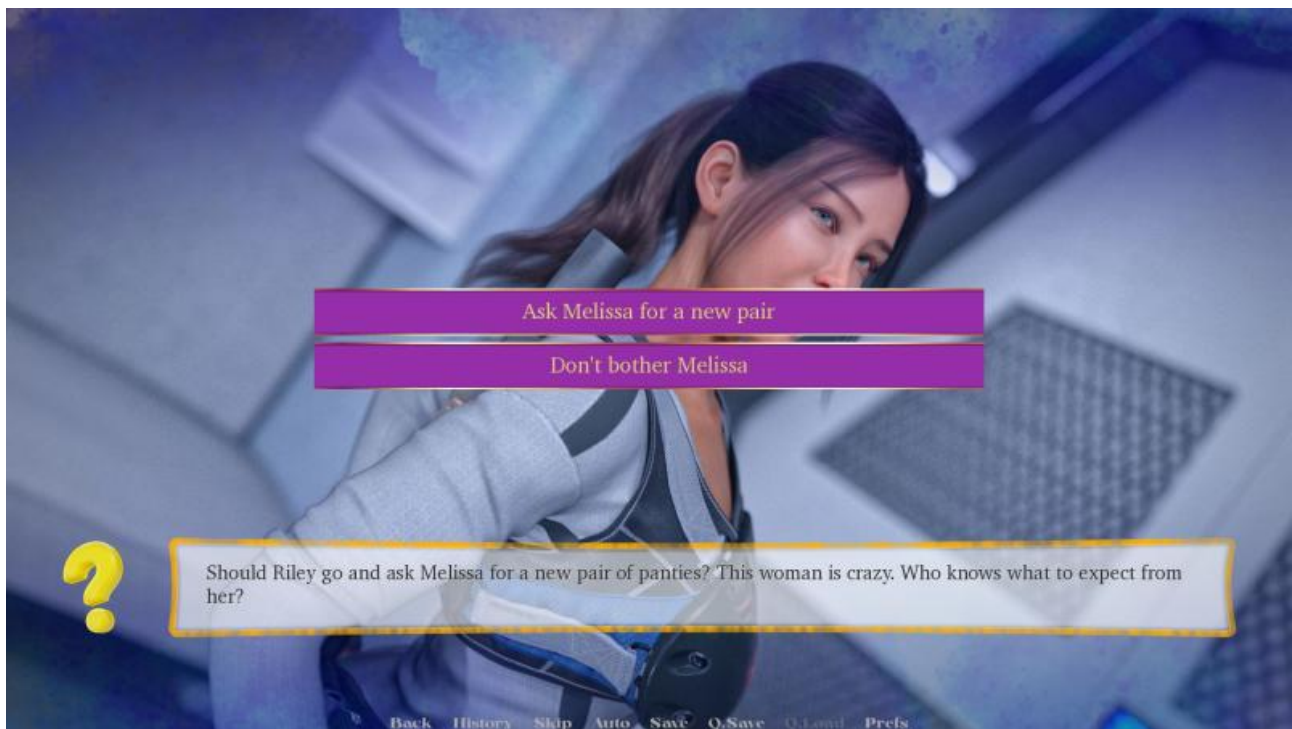 Ask Melissa for a new pair
Don't bother Melissa
Should Riley go and ask Melissa for a new pair of panties? This woman is crazy. Who knows what to expect from
her?
Back History Skip Auto Save Q.Save Q.Load Prefs